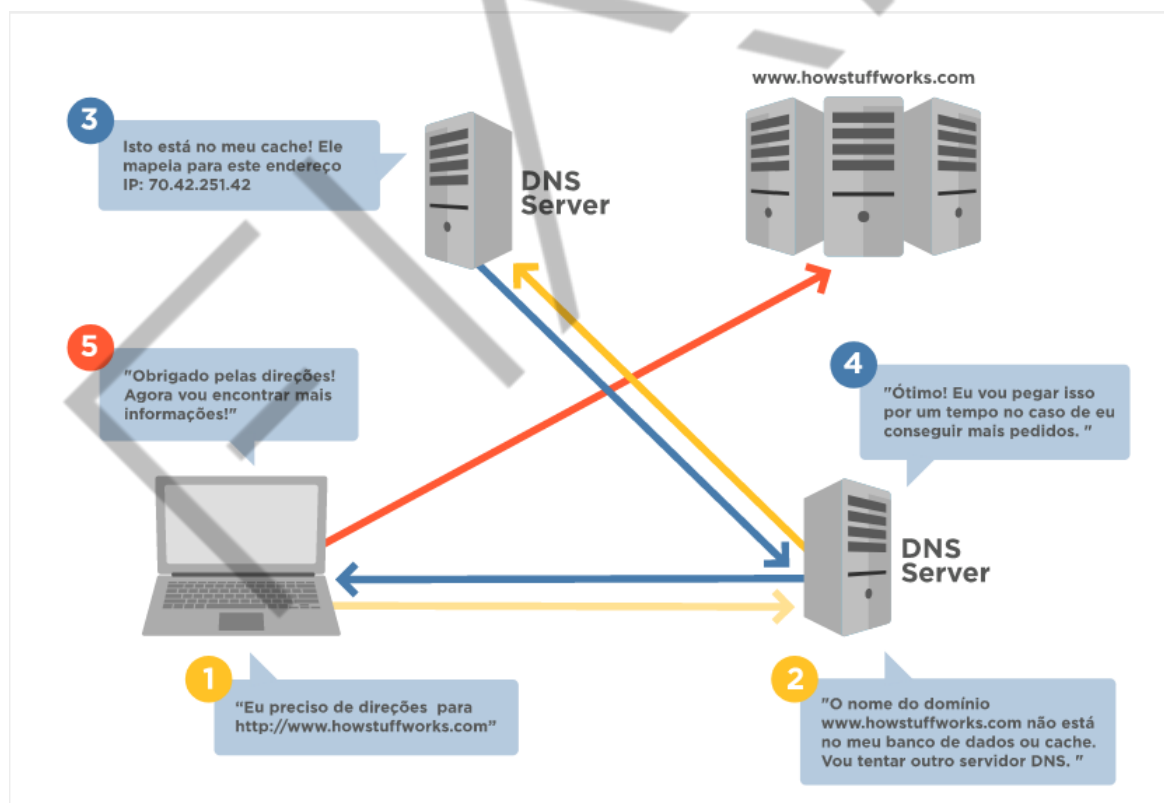 www.howstuffworks.com
3
Isto está no meu cache! Ele
mapeia para este endereço
IP: 70.42.251.42
DNS
Server
5
"Obrigado pelas direções!
Agora vou encontrar mais
informações!"
4
"Ótimo! Eu vou pegar isso
por um tempo no caso de eu
conseguir mais pedidos. "
DNS
Server
1
"Eu preciso de direções para
http://www.howstuffworks.com"
2
"O nome do domínio
www.howstuffworks.com não está
no meu banco de dados ou cache.
Vou tentar outro servidor DNS. "